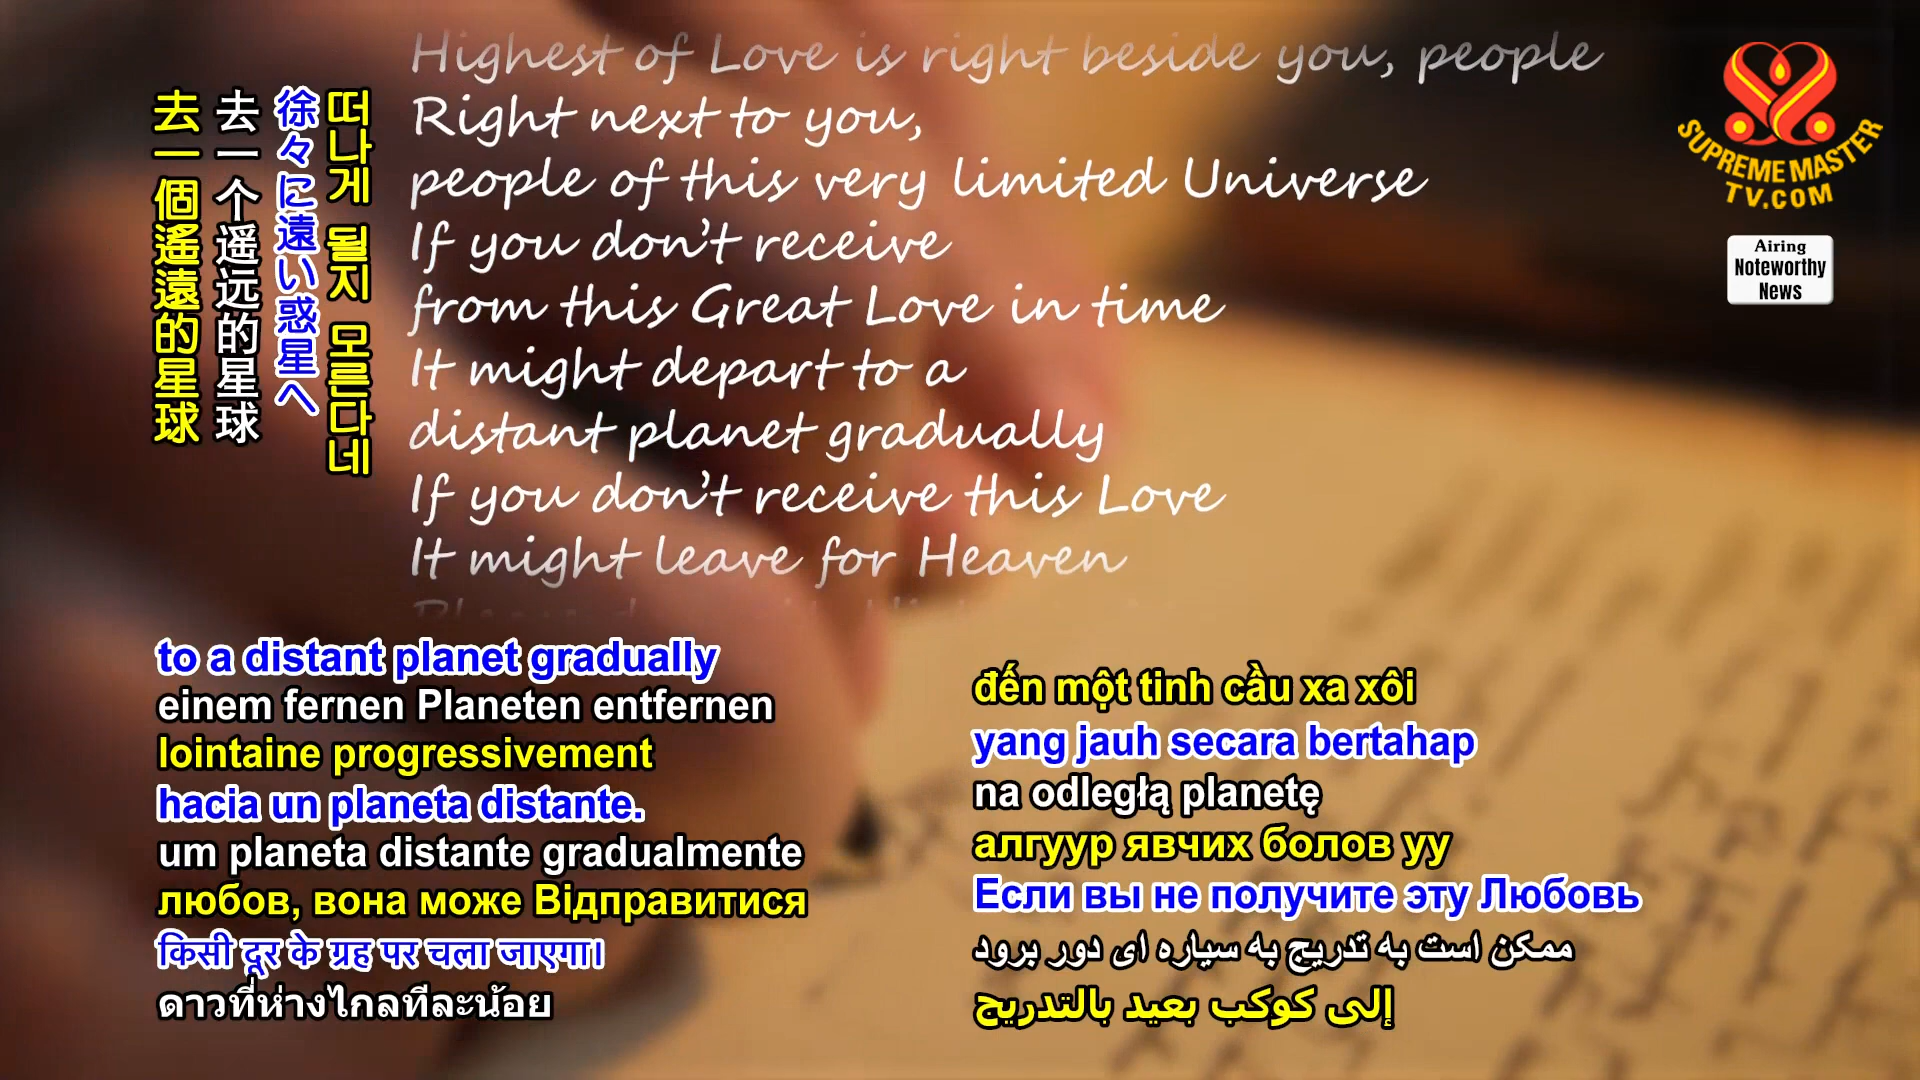 Highest of Love is right beside you, people
Right next to you,
people of this very limited Universe
If you don't receive
from this Great Love in time
It might depart to a
distant planet gradually
If you don't receive this Love
It might leave for Heaven
去一個遙遠的星球
去一个遥远的星球
徐々に遠い惑星へ
떠나게 될지 모른다네
SUPREME MASTER
TV.COM
Airing
Noteworthy
News
to a distant planet gradually
einem fernen Planeten entfernen
lointaine progressivement
hacia un planeta distante.
um planeta distante gradualmente
любов, вона може Відправитися
किसी दूर के ग्रह पर चला जाएगा।
ดาวที่ห่างไกลทีละน้อย
đến một tinh cầu xa xôi
yang jauh secara bertahap
na odległą planetę
алгуур явчих болов уу
Если вы не получите эту Любовь
ممکن است به تدریج به سیاره ای دور برود
إلى كوكب بعيد بالتدريج